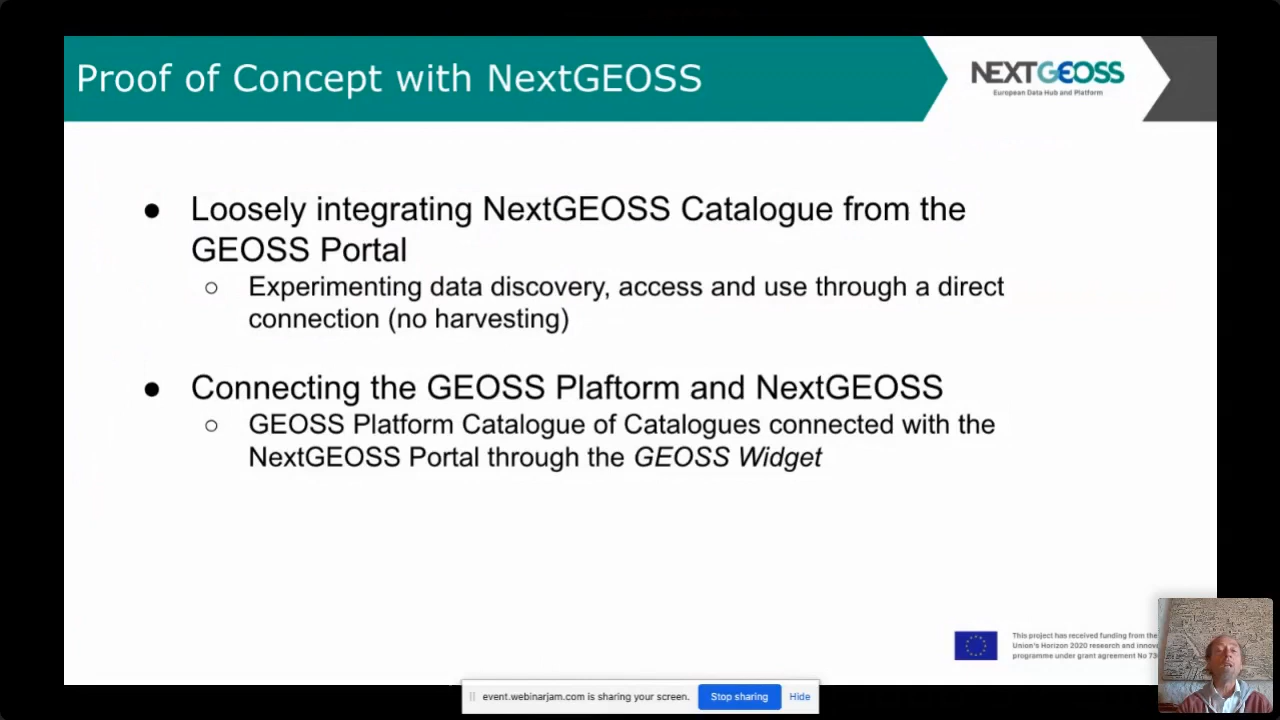 Proof of Concept with NextGEOSS
NEXTGEOSS
European Data Hub and Platform
● Loosely integrating NextGEOSS Catalogue from the
GEOSS Portal
○ Experimenting data discovery, access and use through a direct
connection (no harvesting)
● Connecting the GEOSS Plaftorm and NextGEOSS
○ GEOSS Platform Catalogue of Catalogues connected with the
NextGEOSS Portal through the GEOSS Widget
This project has received funding from the
Union's Horizon 2020 research and innov
programme under grant agreement No 73
event.webinarjam.com is sharing your screen. Stop sharing Hide